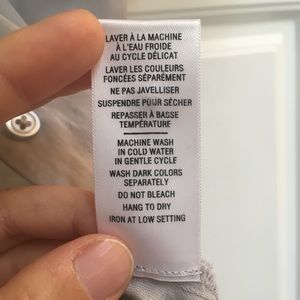 LAVER À LA MACHINE
À L'EAU FROIDE
AU CYCLE DÉLICAT
LAVER LES COULEURS
FONCÉES SÉPARÉMENT
NE PAS JAVELLISER
SUSPENDRE POUR SÉCHER
REPASSER À BASSE
TEMPÉRATURE
MACHINE WASH
IN COLD WATER
IN GENTLE CYCLE
WASH DARK COLORS
SEPARATELY
DO NOT BLEACH
HANG TO DRY
IRON AT LOW SETTING